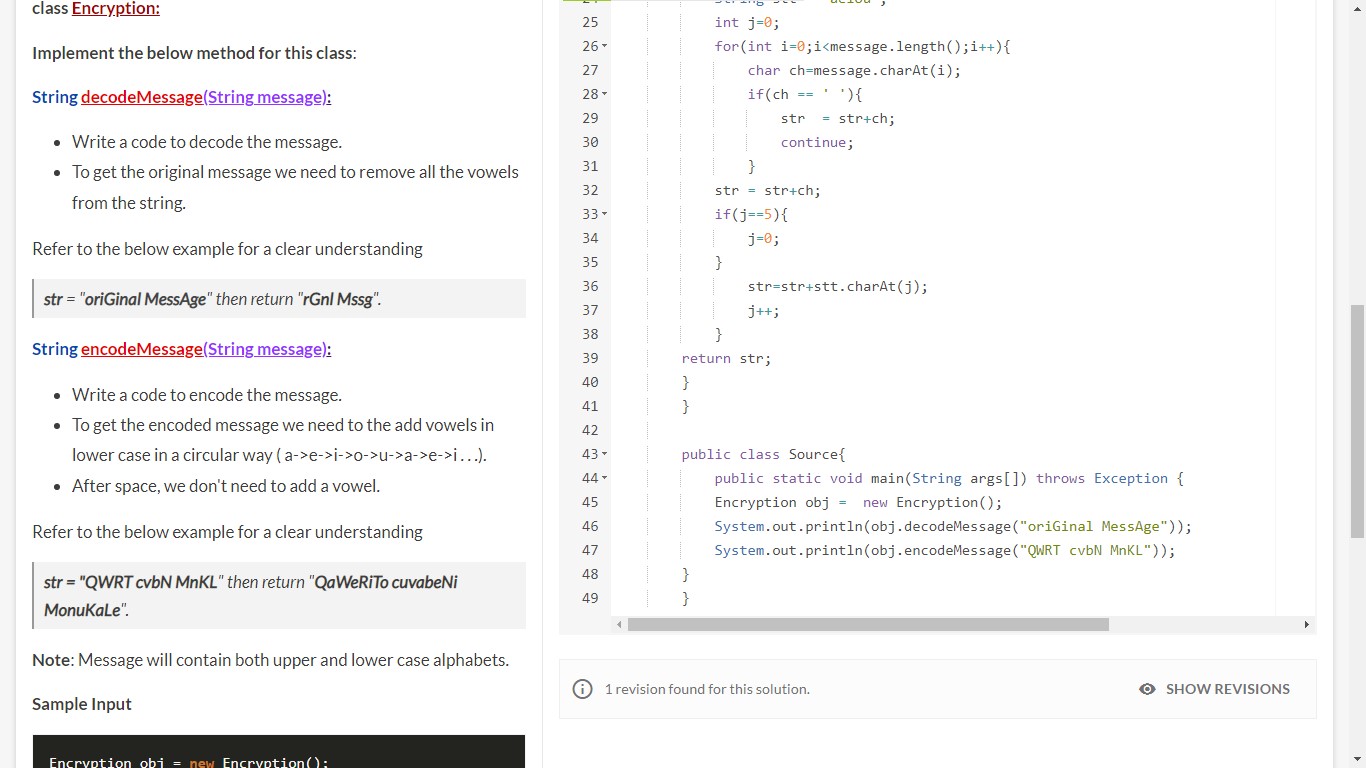 class Encryption:
Implement the below method for this class:
String decodeMessage(String message):
• Write a code to decode the message.
• To get the original message we need to remove all the vowels
from the string.
Refer to the below example for a clear understanding
str = "oriGinal MessAge" then return "rGnl Mssg".
String encodeMessage(String message):
• Write a code to encode the message.
• To get the encoded message we need to the add vowels in
lower case in a circular way ( a->e->i->o->u->a->e->i . . .).
• After space, we don't need to add a vowel.
Refer to the below example for a clear understanding
str = "QWRT cvbN MnKL" then return "QaWeRiTo cuvabeNi
MonuKaLe".
Note: Message will contain both upper and lower case alphabets.
Sample Input
Encryption obj = new Encryption();
24 String stt = "aeiou";
25 int j=0;
26 for(int i=0;i<message.length();i++){
27 char ch=message.charAt(i);
28 if(ch == ' '){
29 str  = str+ch;
30 continue;
31 }
32 str = str+ch;
33 if(j==5){
34 j=0;
35 }
36 str=str+stt.charAt(j);
37 j++;
38 }
39 return str;
40 }
41 }
42
43 public class Source{
44 public static void main(String args[]) throws Exception {
45 Encryption obj =  new Encryption();
46 System.out.println(obj.decodeMessage("oriGinal MessAge"));
47 System.out.println(obj.encodeMessage("QWRT cvbN MnKL"));
48 }
49 }
1 revision found for this solution.
SHOW REVISIONS